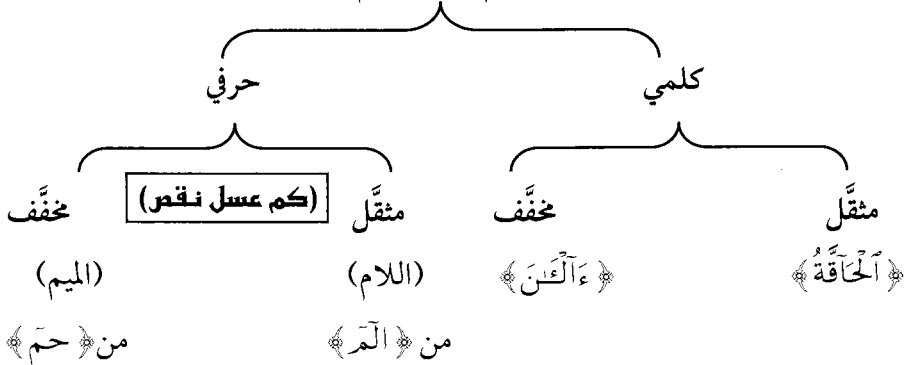 كلمي حرفي
مثقَّل مخفَّف مثقَّل (كم عسل نقص) مخفَّف
﴿ ٱلْحَآقَّةُ ﴾ ﴿ ءَآلْـَٰٔنَ ﴾ (اللام) (الميم)
من ﴿ الٓمٓ ﴾ من ﴿ حمٓ ﴾